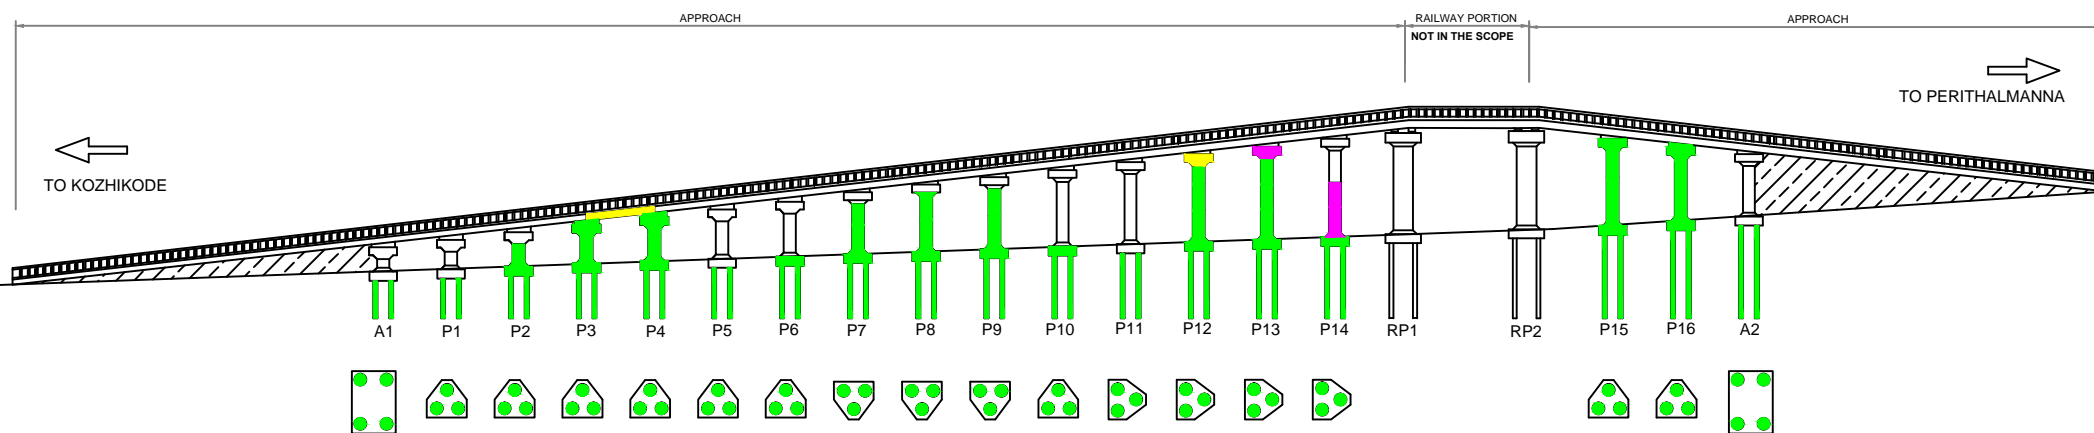 APPROACH
RAILWAY PORTION
APPROACH
NOT IN THE SCOPE
TO PERITHALMANNA
TO KOZHIKODE
A1
P1
P2
P3
P4
P5
P6
P7
P8
P9
P10
P11
P12
P13
P14
RP1
RP2
P15
P16
A2